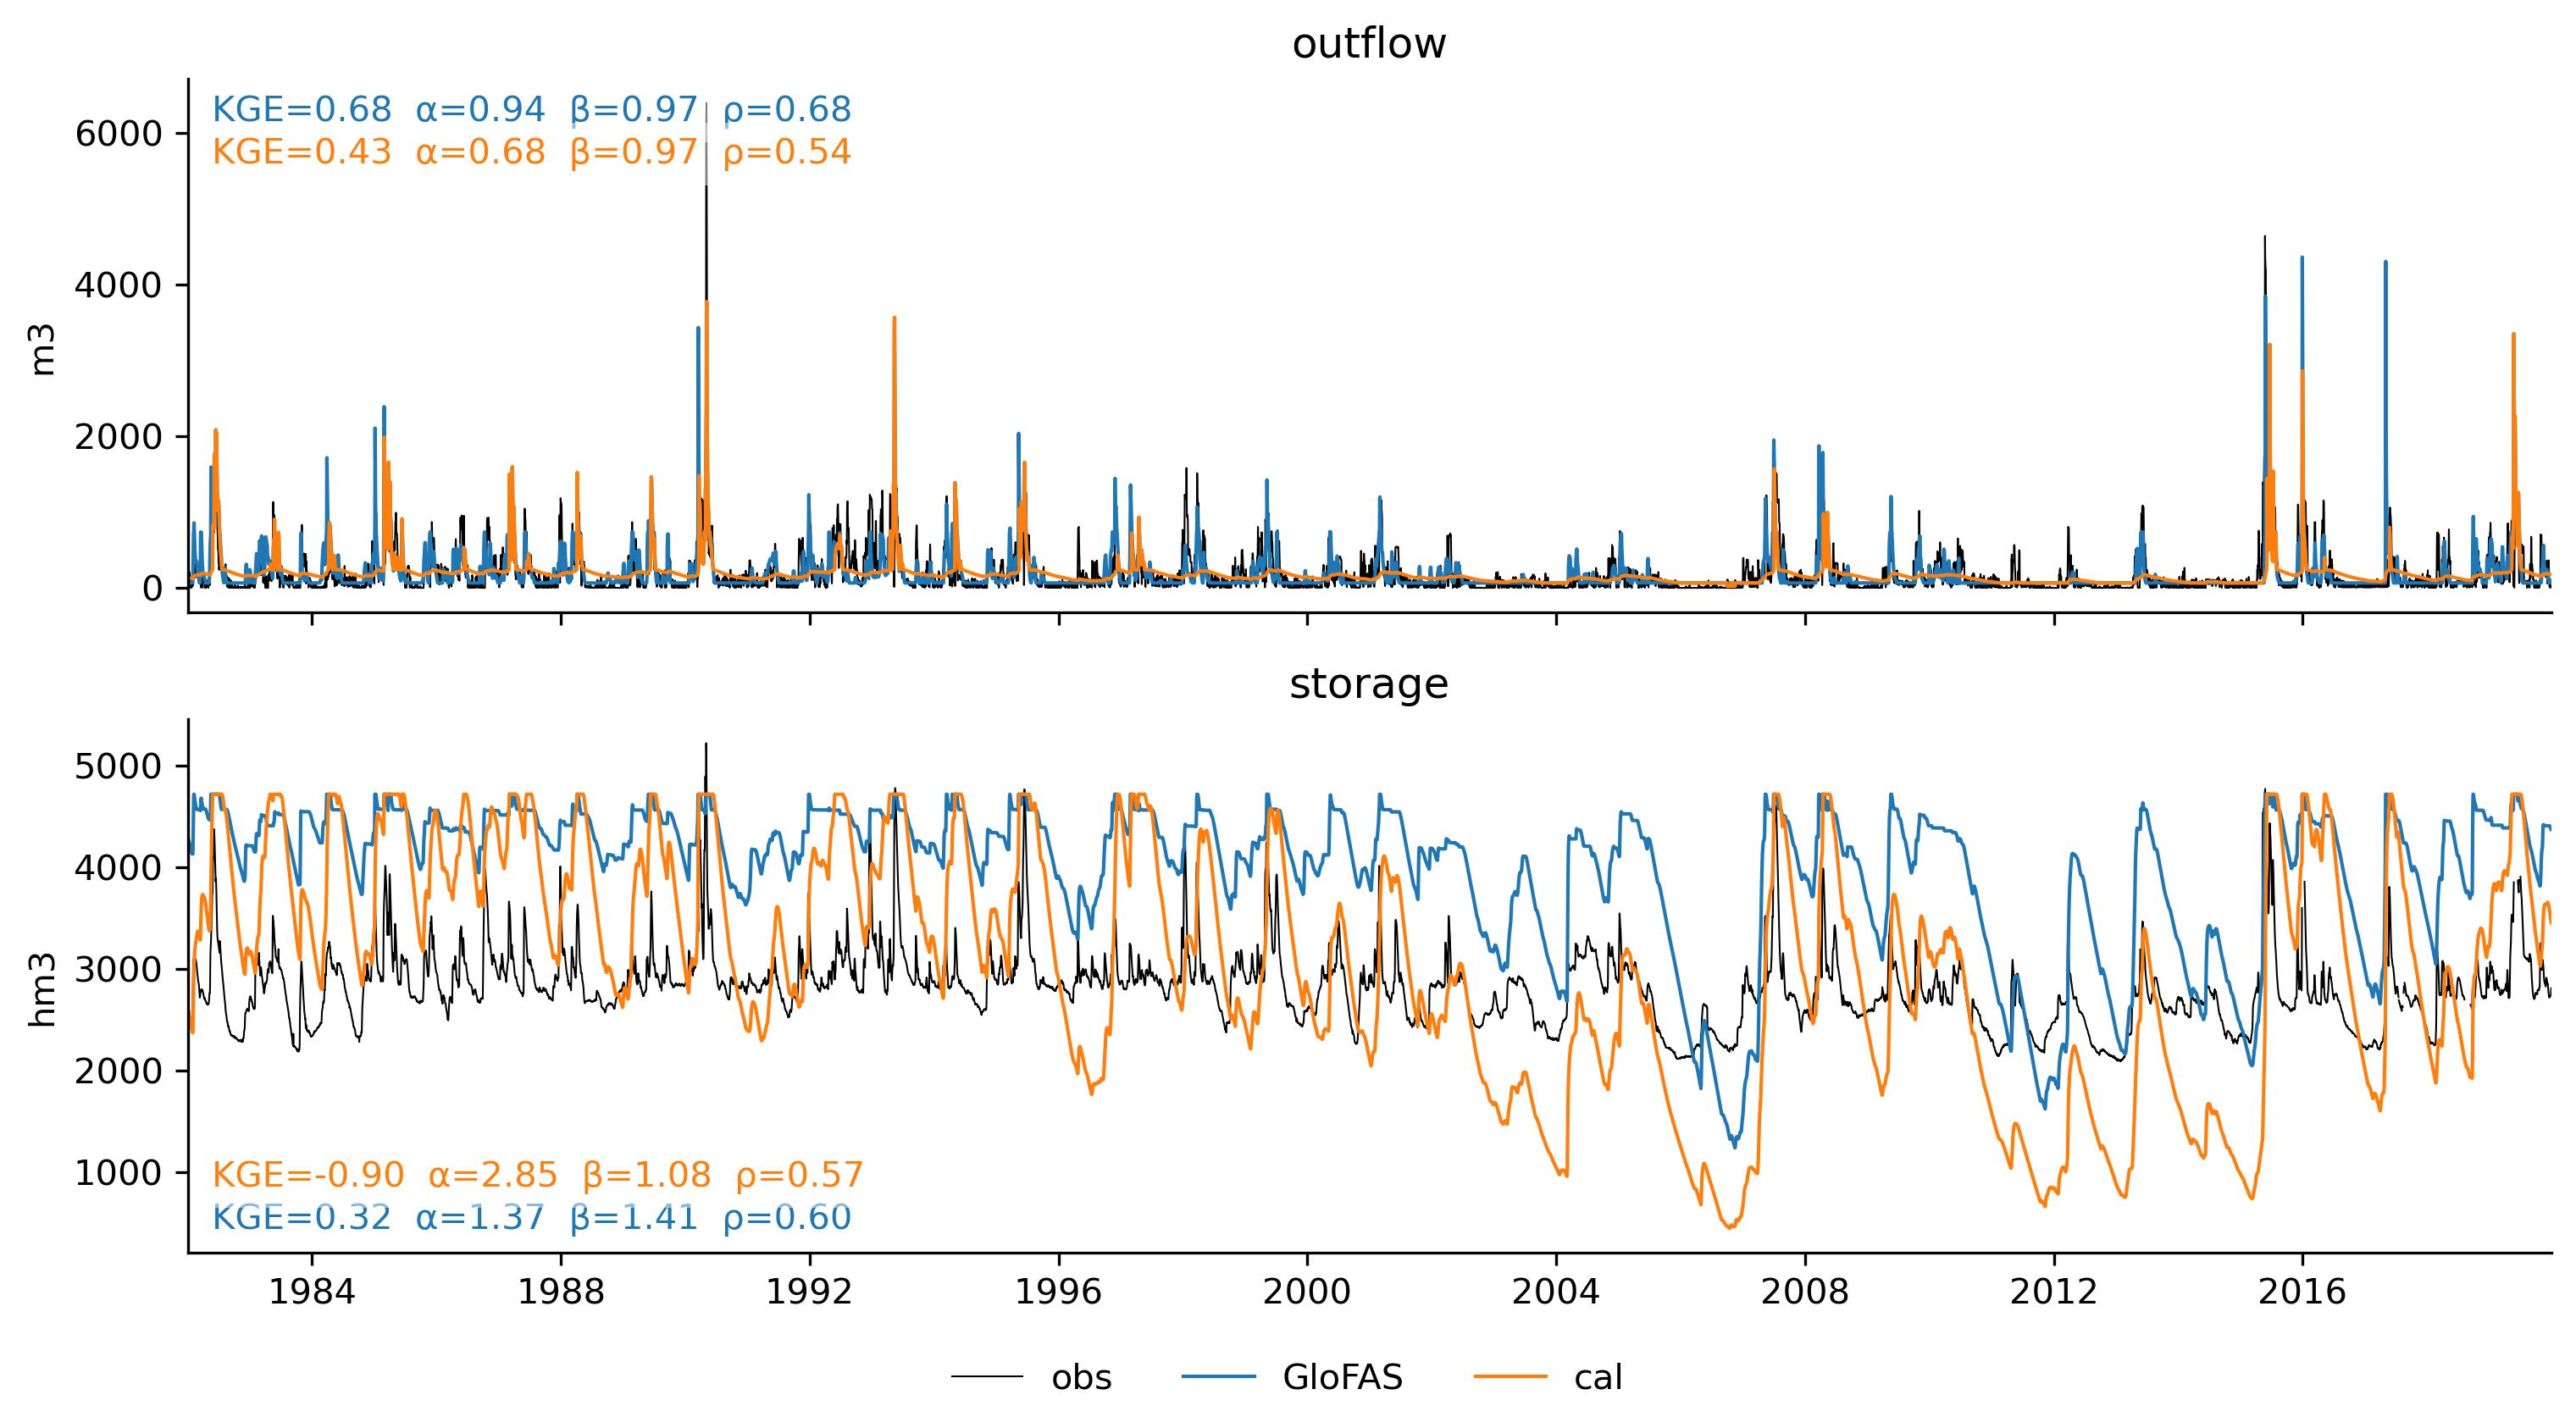 outflow
KGE=0.68 α=0.94 β=0.97 ρ=0.68
KGE=0.43 α=0.68 β=0.97 ρ=0.54
6000
4000
2000
0
m3
storage
5000
4000
3000
2000
1000
hm3
KGE=-0.90 α=2.85 β=1.08 ρ=0.57
KGE=0.32 α=1.37 β=1.41 ρ=0.60
1984 1988 1992 1996 2000 2004 2008 2012 2016
obs GloFAS cal